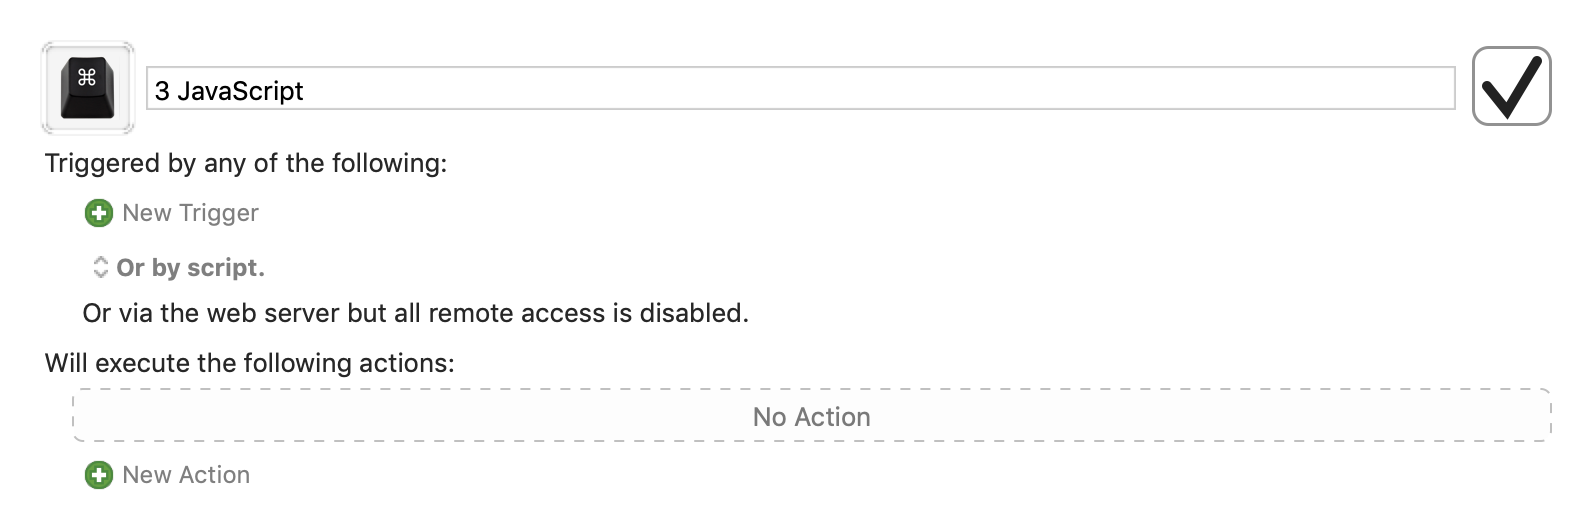 ⌘
3 JavaScript
Triggered by any of the following:
New Trigger
Or by script.
Or via the web server but all remote access is disabled.
Will execute the following actions:
No Action
New Action